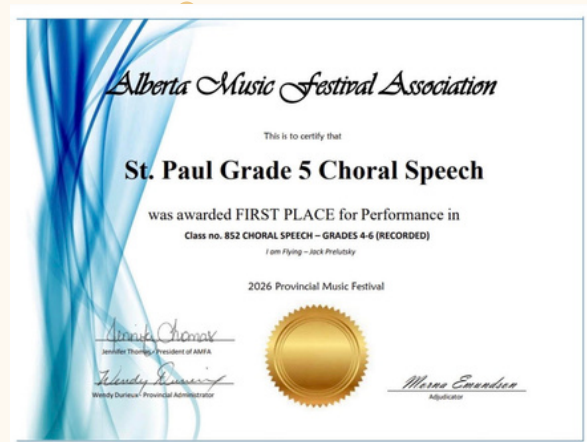 Alberta Music Festival Association
This is to certify that
St. Paul Grade 5 Choral Speech
was awarded FIRST PLACE for Performance in
Class no. 852 CHORAL SPEECH – GRADES 4-6 (RECORDED)
I am Flying – Jack Prelutsky
2026 Provincial Music Festival
Jennifer Thomas
Jennifer Thomas - President of AMFA
Wendy Durieux
Wendy Durieux - Provincial Administrator
Morna Emundson
Adjudicator